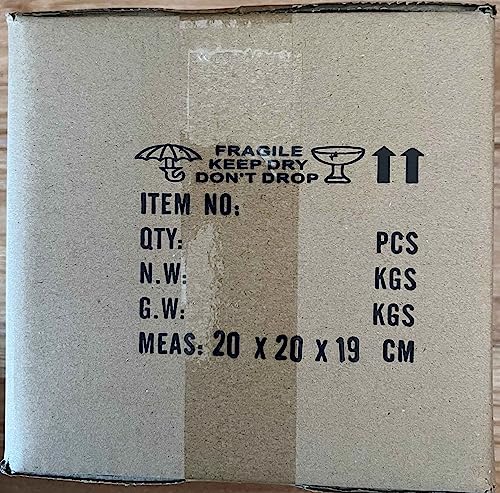 FRAGILE
KEEP DRY
DON'T DROP
ITEM NO:
QTY: PCS
N.W: KGS
G.W: KGS
MEAS: 20 X 20 X 19 CM